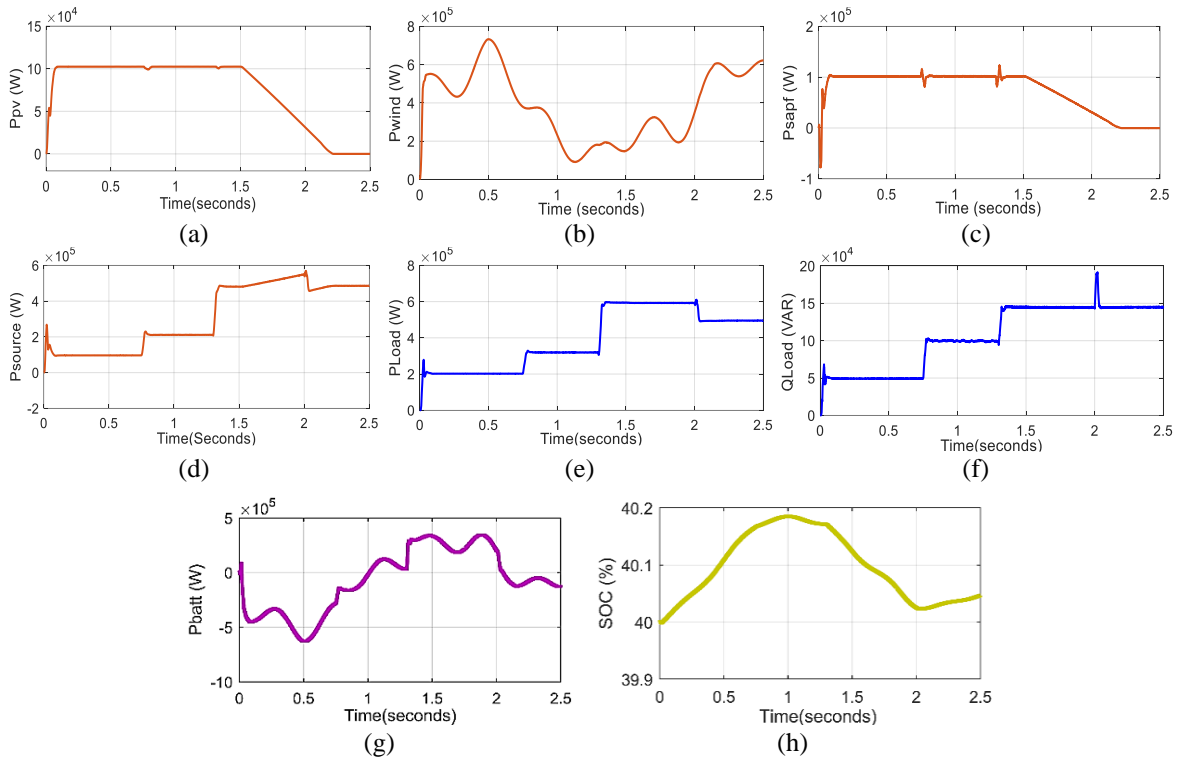 ×10⁴
15
10
5
0
Ppv (W)
0 0.5 1 1.5 2 2.5
Time(seconds)
(a)
×10⁵
8
6
4
2
0
Pwind (W)
0 0.5 1 1.5 2 2.5
Time (seconds)
(b)
×10⁵
2
1
0
-1
Psapf (W)
0 0.5 1 1.5 2 2.5
Time (seconds)
(c)
×10⁵
6
4
2
0
-2
Psource (W)
0 0.5 1 1.5 2 2.5
Time(Seconds)
(d)
×10⁵
8
6
4
2
0
PLoad (W)
0 0.5 1 1.5 2 2.5
Time(Seconds)
(e)
×10⁴
20
15
10
5
0
QLoad (VAR)
0 0.5 1 1.5 2 2.5
Time(Seconds)
(f)
×10⁵
5
0
-5
-10
Pbatt (W)
0 0.5 1 1.5 2 2.5
Time(seconds)
(g)
40.2
40.1
40
39.9
SOC (%)
0 0.5 1 1.5 2 2.5
Time(seconds)
(h)